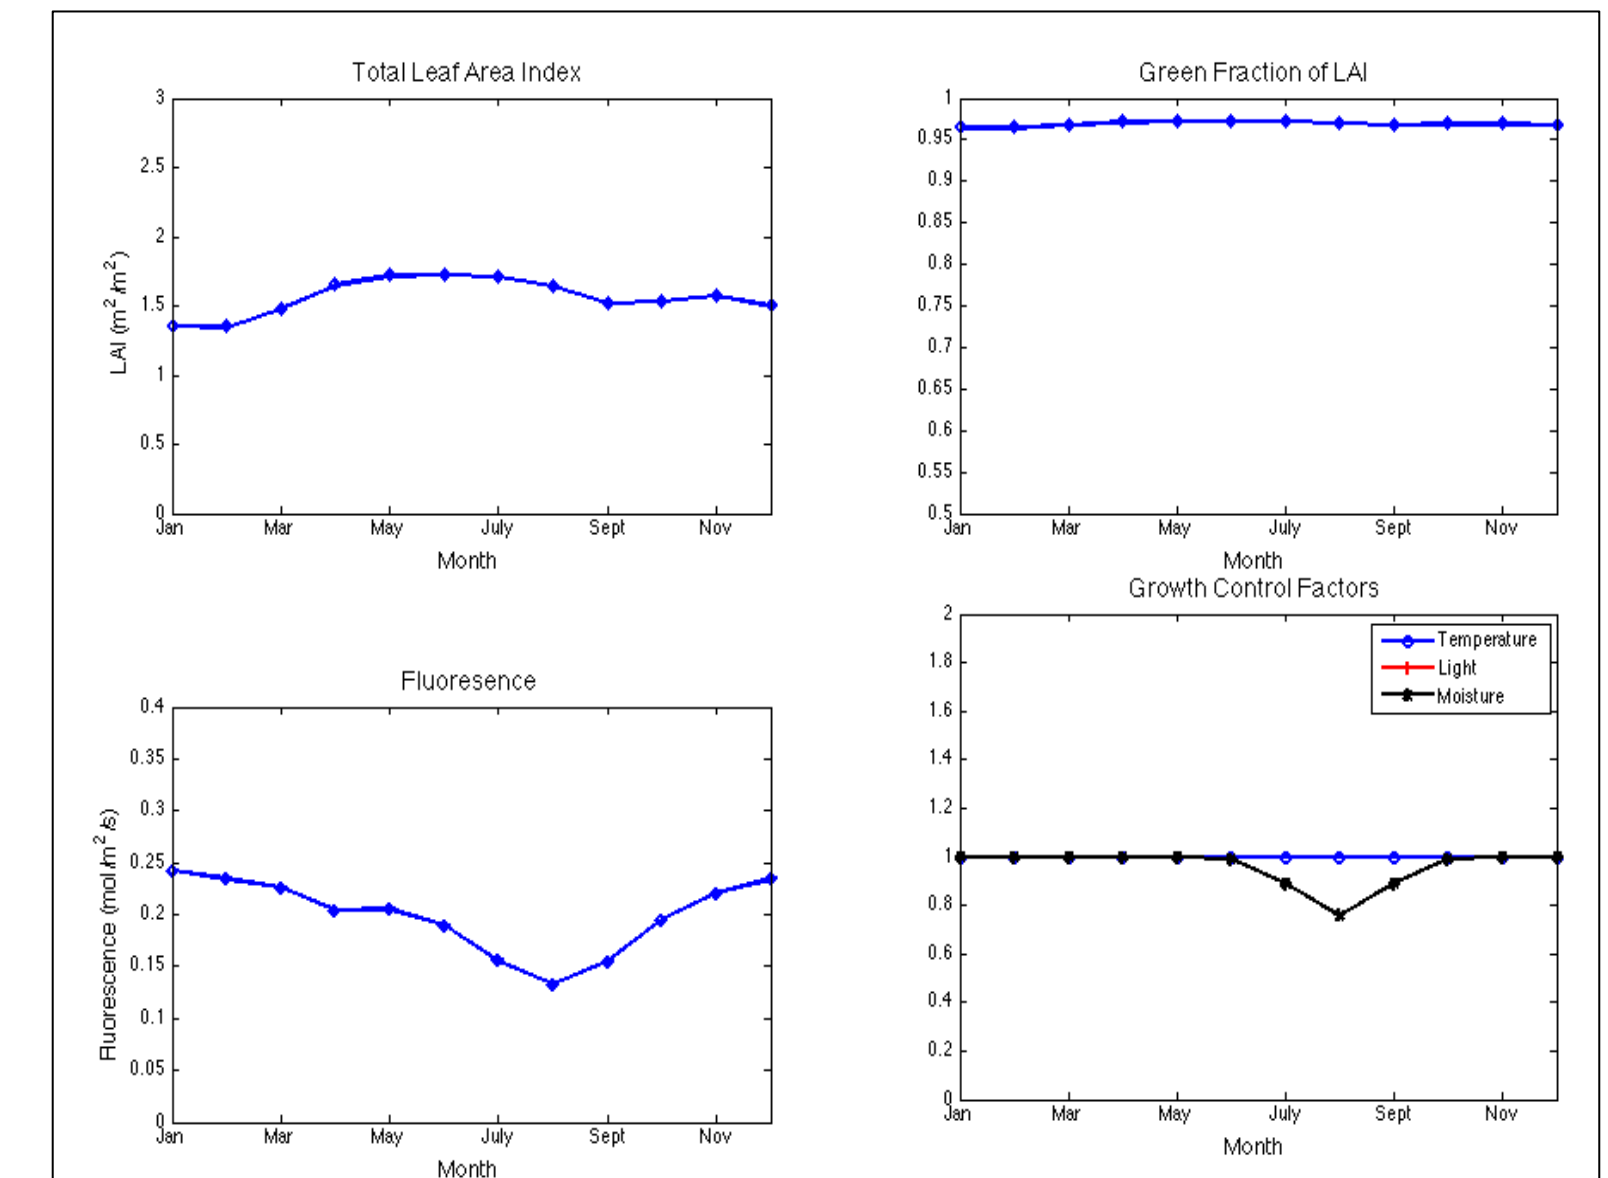 Total Leaf Area Index
3
2.5
2
1.5
1
0.5
0
LAI (m2/m2)
Jan Mar May July Sept Nov
Month
Green Fraction of LAI
1
0.95
0.9
0.85
0.8
0.75
0.7
0.65
0.6
0.55
0.5
Jan Mar May July Sept Nov
Month
Fluoresence
0.4
0.35
0.3
0.25
0.2
0.15
0.1
0.05
0
Fluorescence (mol/m2/s)
Jan Mar May July Sept Nov
Month
Growth Control Factors
2
1.8
1.6
1.4
1.2
1
0.8
0.6
0.4
0.2
0
Temperature
Light
Moisture
Jan Mar May July Sept Nov
Month